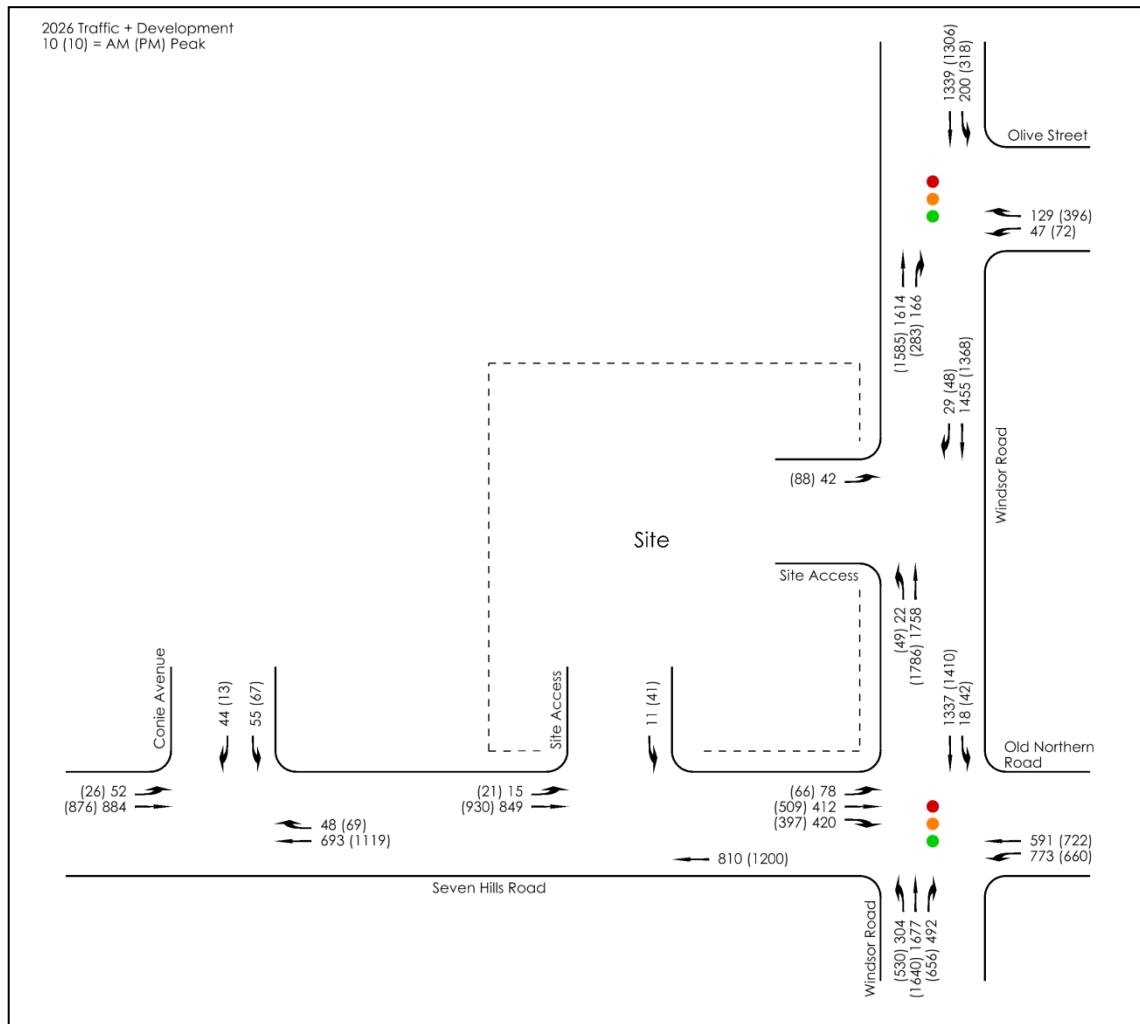 2026 Traffic + Development
10 (10) = AM (PM) Peak
1339 (1306)
200 (318)
Olive Street
129 (396)
47 (72)
(1585) 1614
(283) 166
29 (48)
1455 (1368)
Windsor Road
(88) 42
Site
Site Access
(49) 22
(1786) 1758
Conie Avenue
44 (13)
55 (67)
Site Access
11 (41)
1337 (1410)
18 (42)
Old Northern
Road
(26) 52
(876) 884
(21) 15
(930) 849
(66) 78
(509) 412
(397) 420
48 (69)
693 (1119)
591 (722)
773 (660)
810 (1200)
Seven Hills Road
Windsor Road
(530) 304
(1640) 1677
(656) 492